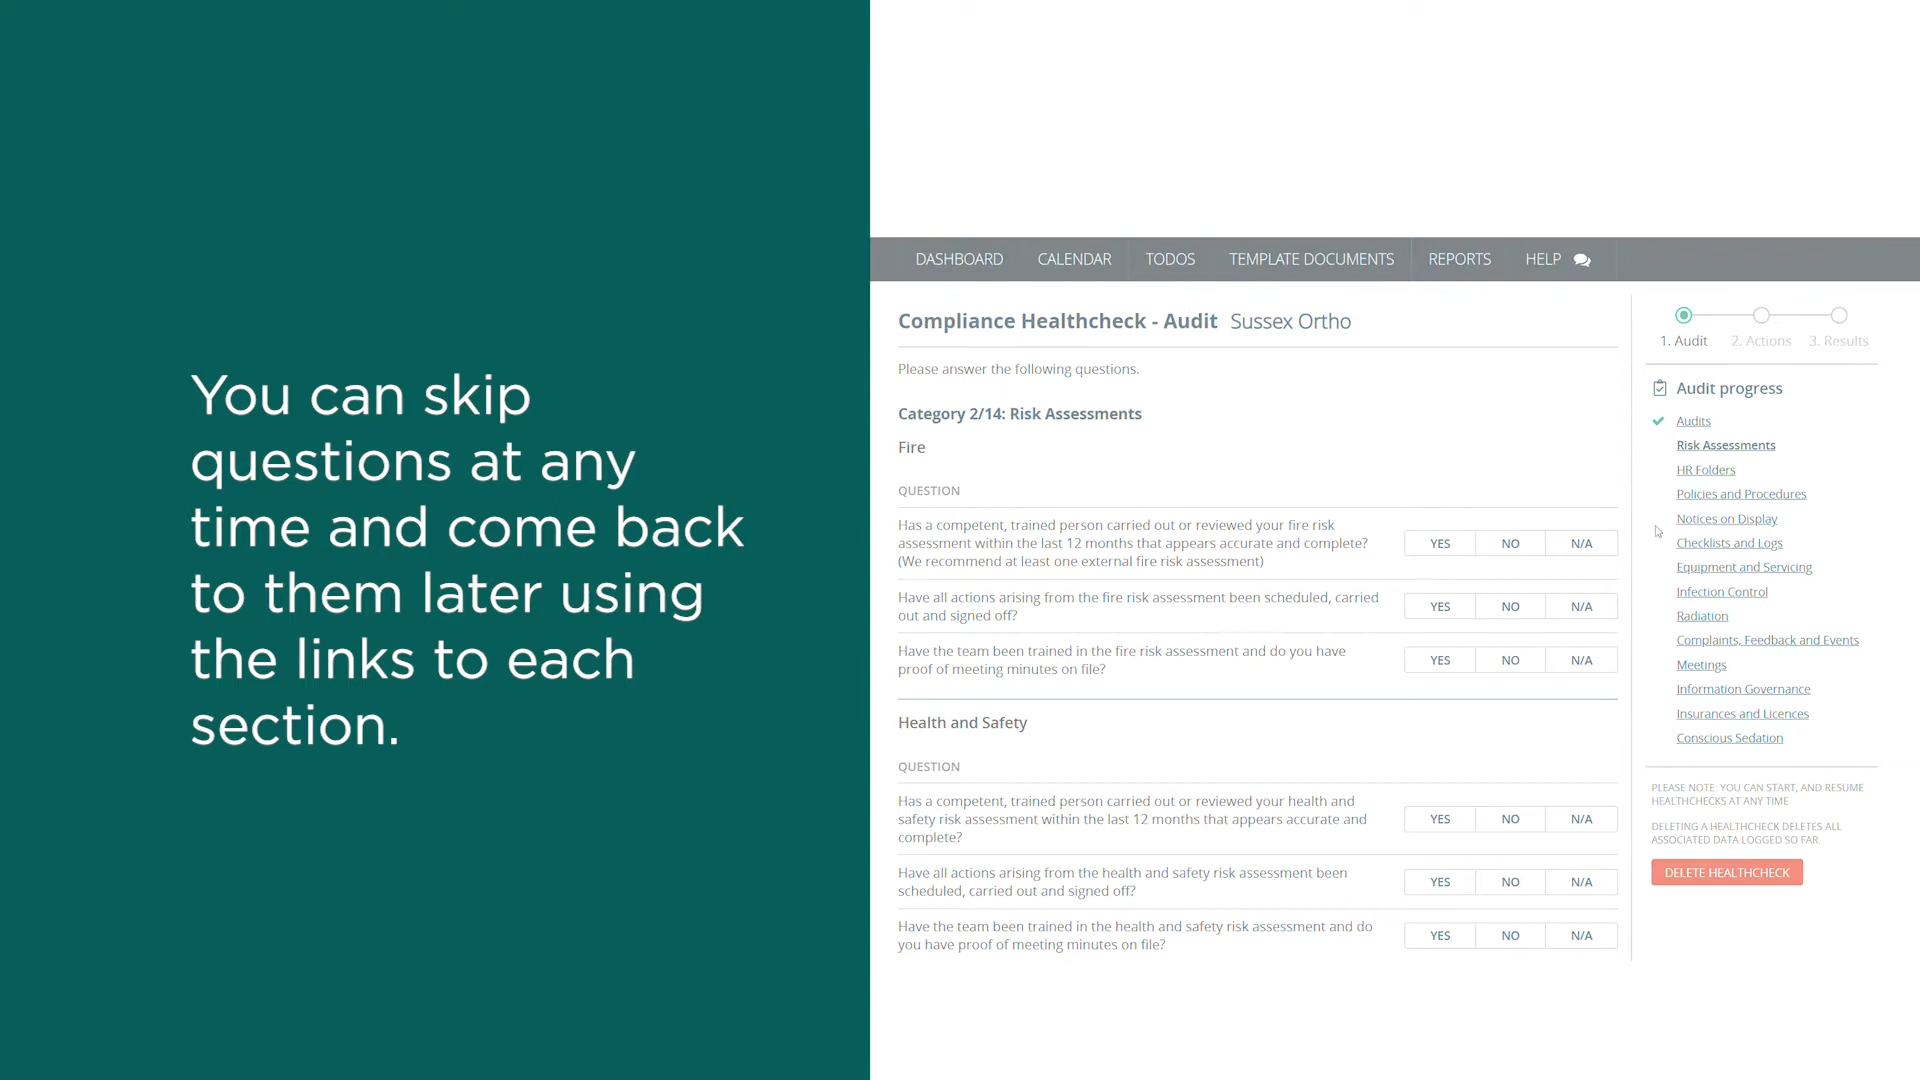 You can skip
questions at any
time and come back
to them later using
the links to each
section.
DASHBOARD CALENDAR TODOS TEMPLATE DOCUMENTS REPORTS HELP
Compliance Healthcheck - Audit Sussex Ortho
Please answer the following questions.
Category 2/14: Risk Assessments
Fire
QUESTION
Has a competent, trained person carried out or reviewed your fire risk
assessment within the last 12 months that appears accurate and complete?
(We recommend at least one external fire risk assessment)
YES NO N/A
Have all actions arising from the fire risk assessment been scheduled, carried
out and signed off?
YES NO N/A
Have the team been trained in the fire risk assessment and do you have
proof of meeting minutes on file?
YES NO N/A
Health and Safety
QUESTION
Has a competent, trained person carried out or reviewed your health and
safety risk assessment within the last 12 months that appears accurate and
complete?
YES NO N/A
Have all actions arising from the health and safety risk assessment been
scheduled, carried out and signed off?
YES NO N/A
Have the team been trained in the health and safety risk assessment and do
you have proof of meeting minutes on file?
YES NO N/A
1. Audit 2. Actions 3. Results
Audit progress
Audits
Risk Assessments
HR Folders
Policies and Procedures
Notices on Display
Checklists and Logs
Equipment and Servicing
Infection Control
Radiation
Complaints, Feedback and Events
Meetings
Information Governance
Insurances and Licences
Conscious Sedation
PLEASE NOTE: YOU CAN START, AND RESUME
HEALTHCHECKS AT ANY TIME
DELETING A HEALTHCHECK DELETES ALL
ASSOCIATED DATA LOGGED SO FAR.
DELETE HEALTHCHECK